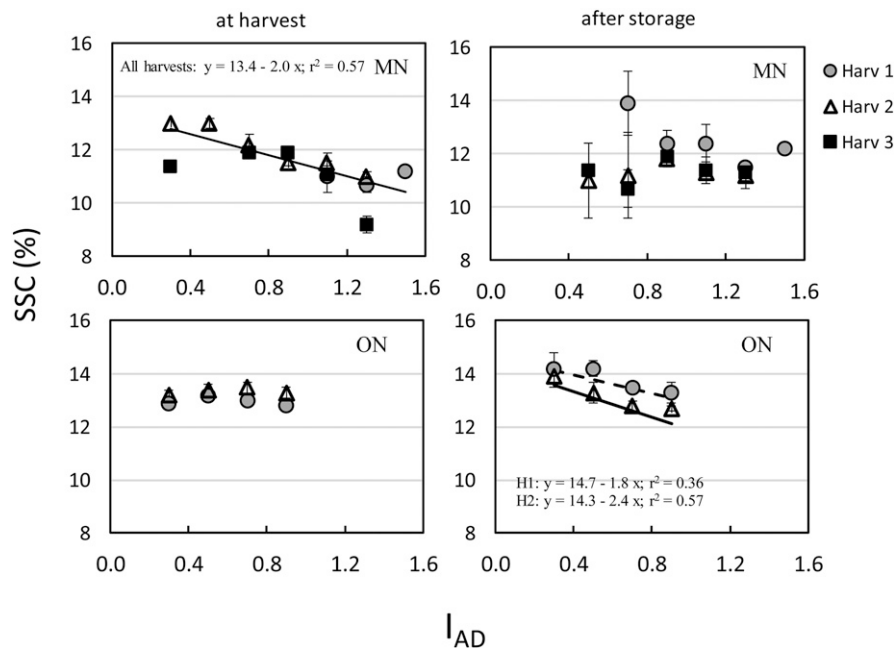 at harvest
after storage
16
14
12
10
8
All harvests: y = 13.4 - 2.0 x; r² = 0.57
MN
0.0 0.4 0.8 1.2 1.6
16
14
12
10
8
MN
0.0 0.4 0.8 1.2 1.6
Harv 1
Harv 2
Harv 3
SSC (%)
16
14
12
10
8
ON
0.0 0.4 0.8 1.2 1.6
16
14
12
10
8
ON
H1: y = 14.7 - 1.8 x; r² = 0.36
H2: y = 14.3 - 2.4 x; r² = 0.57
0.0 0.4 0.8 1.2 1.6
I_AD